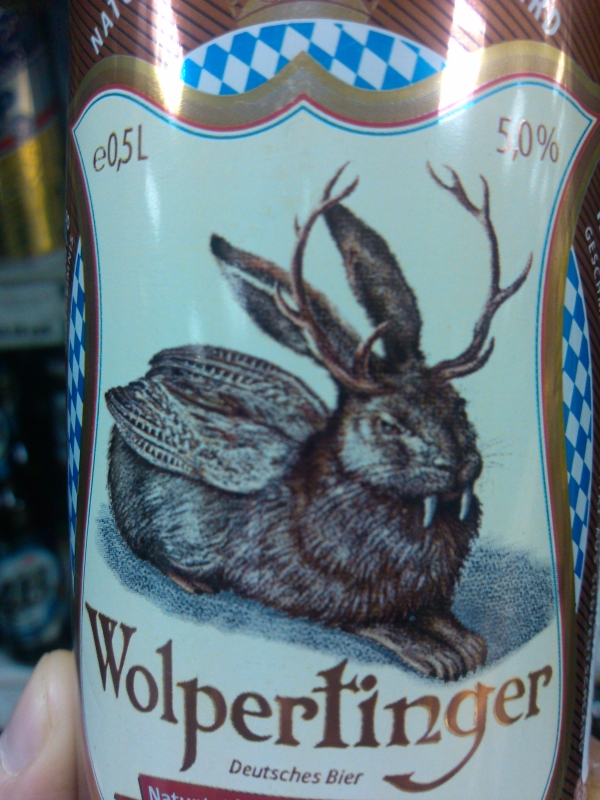 e0,5L
5,0%
Wolpertinger
Deutsches Bier